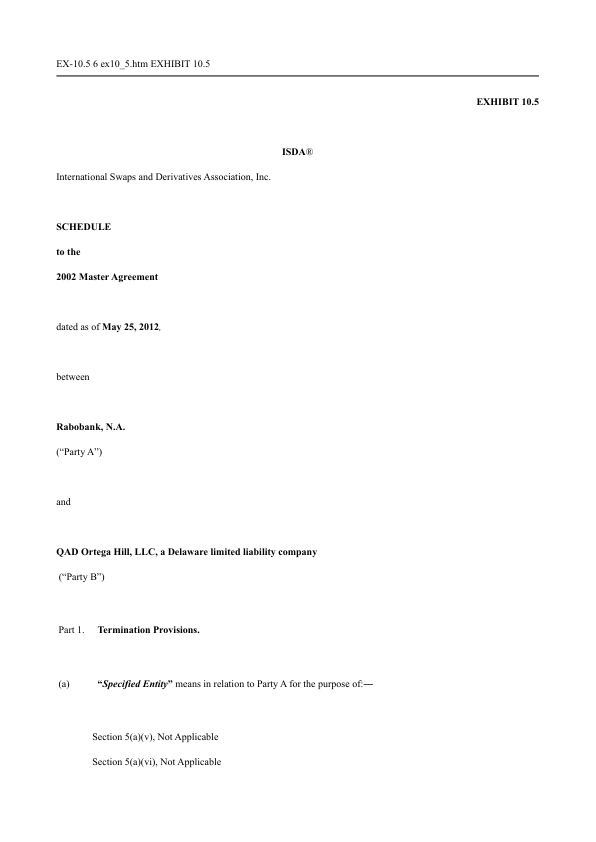 EX-10.5 6 ex10_5.htm EXHIBIT 10.5
EXHIBIT 10.5
ISDA®
International Swaps and Derivatives Association, Inc.
SCHEDULE
to the
2002 Master Agreement
dated as of May 25, 2012,
between
Rabobank, N.A.
(“Party A”)
and
QAD Ortega Hill, LLC, a Delaware limited liability company
(“Party B”)
Part 1. Termination Provisions.
(a) “Specified Entity” means in relation to Party A for the purpose of:—
Section 5(a)(v), Not Applicable
Section 5(a)(vi), Not Applicable